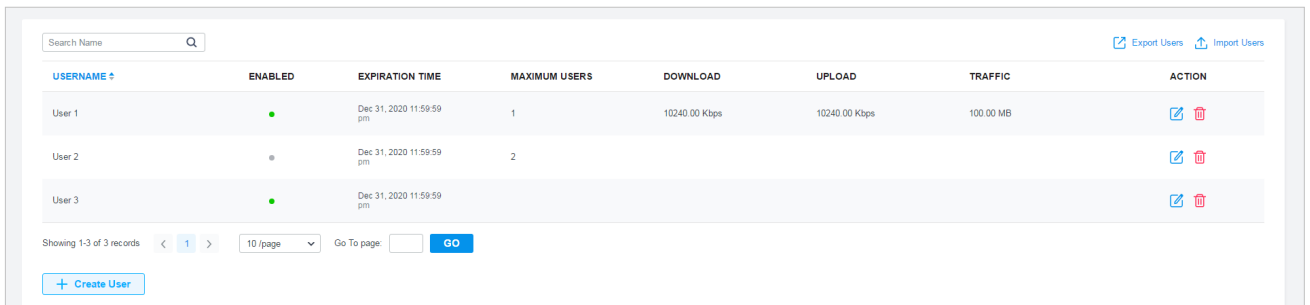 Search Name
Export Users Import Users
USERNAME ENABLED EXPIRATION TIME MAXIMUM USERS DOWNLOAD UPLOAD TRAFFIC ACTION
User 1 Dec 31, 2020 11:59:59 pm 1 10240.00 Kbps 10240.00 Kbps 100.00 MB
User 2 Dec 31, 2020 11:59:59 pm 2
User 3 Dec 31, 2020 11:59:59 pm
Showing 1-3 of 3 records < 1 > 10 /page Go To page: GO
+ Create User